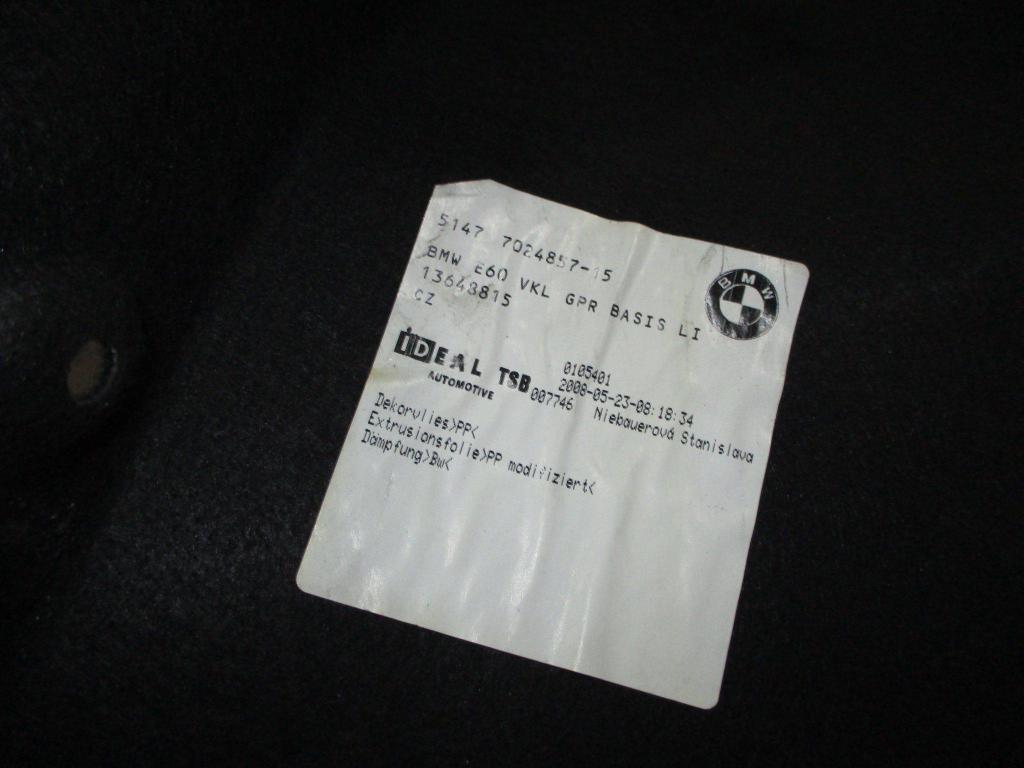 5147 7024857-15
BMW E60 VKL GPR BASIS LI
13648815
CZ
BMW
IDEAL TSB
AUTOMOTIVE
0105401
2008-05-23-08:18:34
007746 Niebauerová Stanislava
Dekorvlies>PP<
Extrusionsfolie>PP modifiziert<
Dämpfung>Bw<